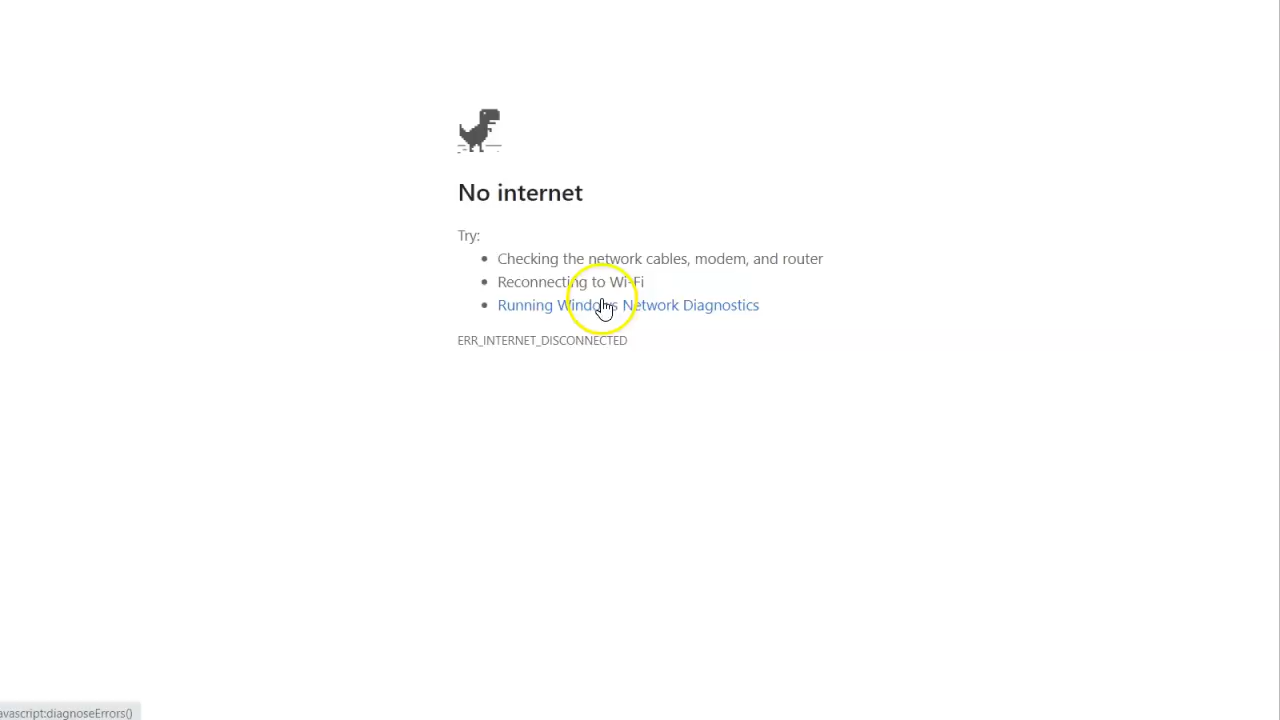 No internet
Try:
Checking the network cables, modem, and router
Reconnecting to Wi-Fi
Running Windows Network Diagnostics
ERR_INTERNET_DISCONNECTED
avascript:diagnoseErrors()